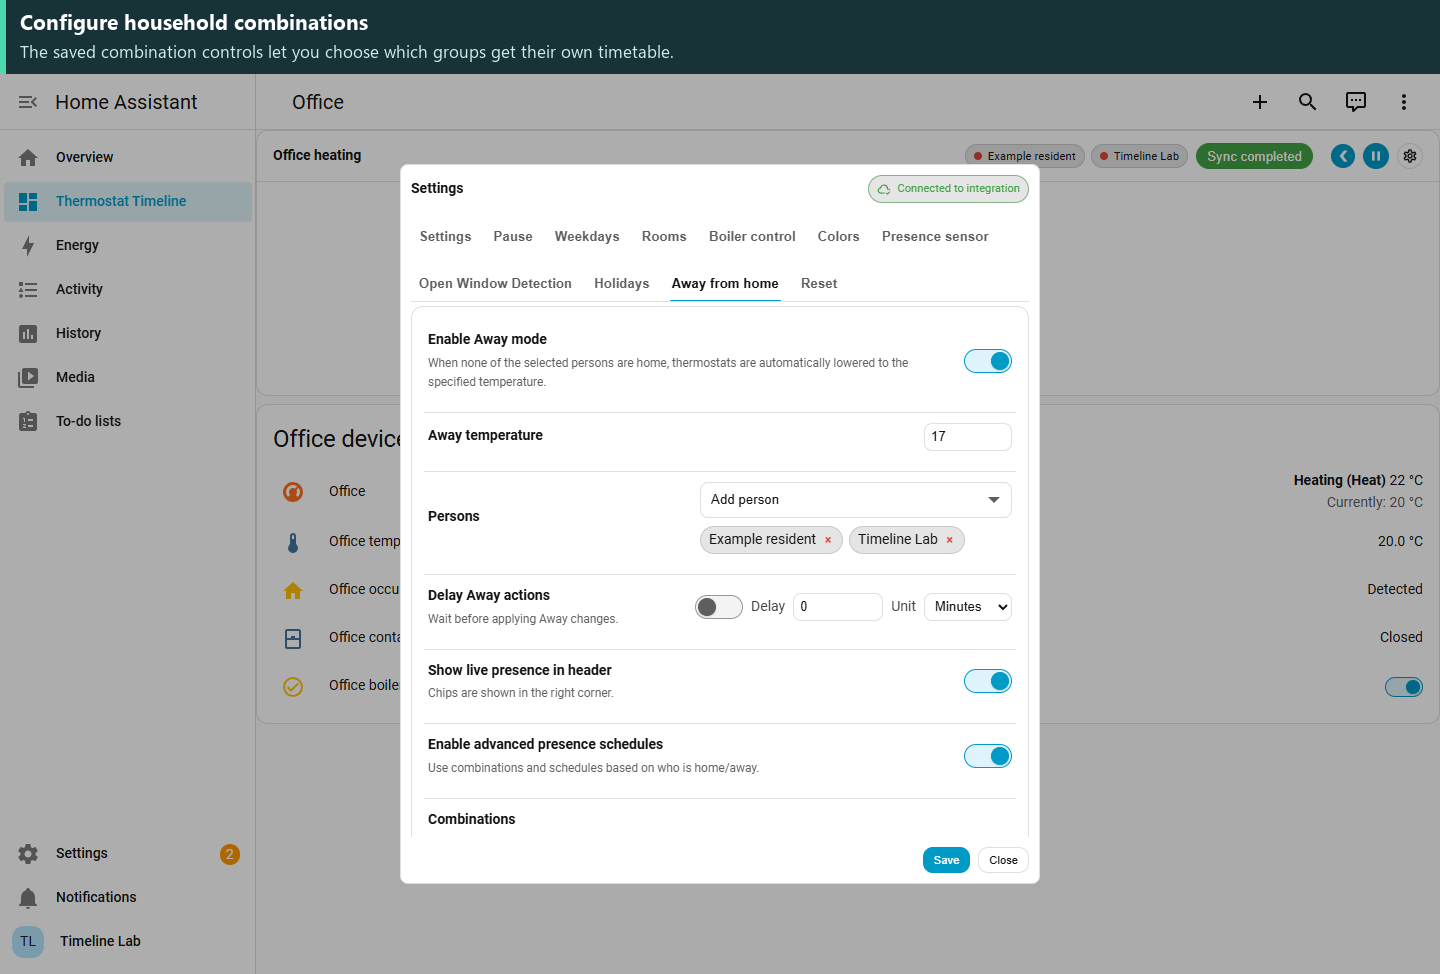 Configure household combinations
The saved combination controls let you choose which groups get their own timetable.
Home Assistant
Office
Overview
Thermostat Timeline
Energy
Activity
History
Media
To-do lists
Settings
2
Notifications
TL
Timeline Lab
Office heating
Example resident
Timeline Lab
Sync completed
Settings
Connected to integration
Settings Pause Weekdays Rooms Boiler control Colors Presence sensor
Open Window Detection Holidays Away from home Reset
Enable Away mode
When none of the selected persons are home, thermostats are automatically lowered to the
specified temperature.
Away temperature
17
Persons
Add person
Example resident ×
Timeline Lab ×
Delay Away actions
Wait before applying Away changes.
Delay 0 Unit Minutes
Show live presence in header
Chips are shown in the right corner.
Enable advanced presence schedules
Use combinations and schedules based on who is home/away.
Combinations
Save
Close
Office device
Office
Heating (Heat) 22 °C
Currently: 20 °C
Office temp
20.0 °C
Office occu
Detected
Office conta
Closed
Office boile